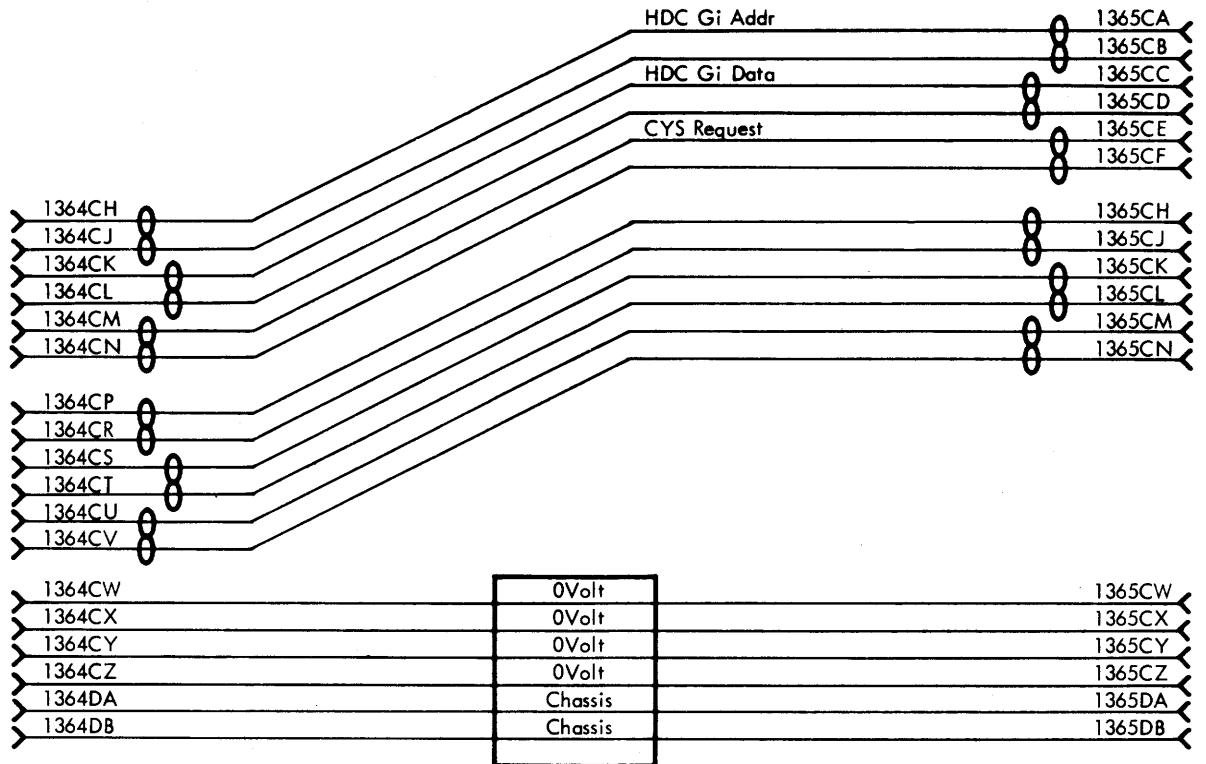 HDC Gi Addr 1365CA
1365CB
HDC Gi Data 1365CC
1365CD
CYS Request 1365CE
1365CF
1364CH 1365CH
1364CJ 1365CJ
1364CK 1365CK
1364CL 1365CL
1364CM 1365CM
1364CN 1365CN
1364CP
1364CR
1364CS
1364CT
1364CU
1364CV
1364CW 0Volt 1365CW
1364CX 0Volt 1365CX
1364CY 0Volt 1365CY
1364CZ 0Volt 1365CZ
1364DA Chassis 1365DA
1364DB Chassis 1365DB